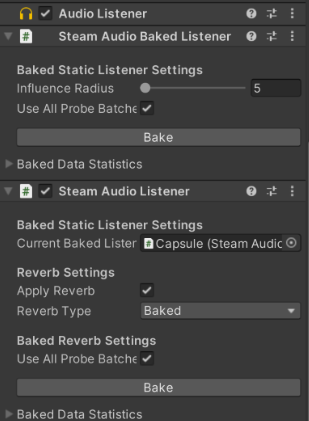 Audio Listener
# Steam Audio Baked Listener
Baked Static Listener Settings
Influence Radius 5
Use All Probe Batche
Bake
Baked Data Statistics
# Steam Audio Listener
Baked Static Listener Settings
Current Baked Lister # Capsule (Steam Audic
Reverb Settings
Apply Reverb
Reverb Type Baked
Baked Reverb Settings
Use All Probe Batche
Bake
Baked Data Statistics